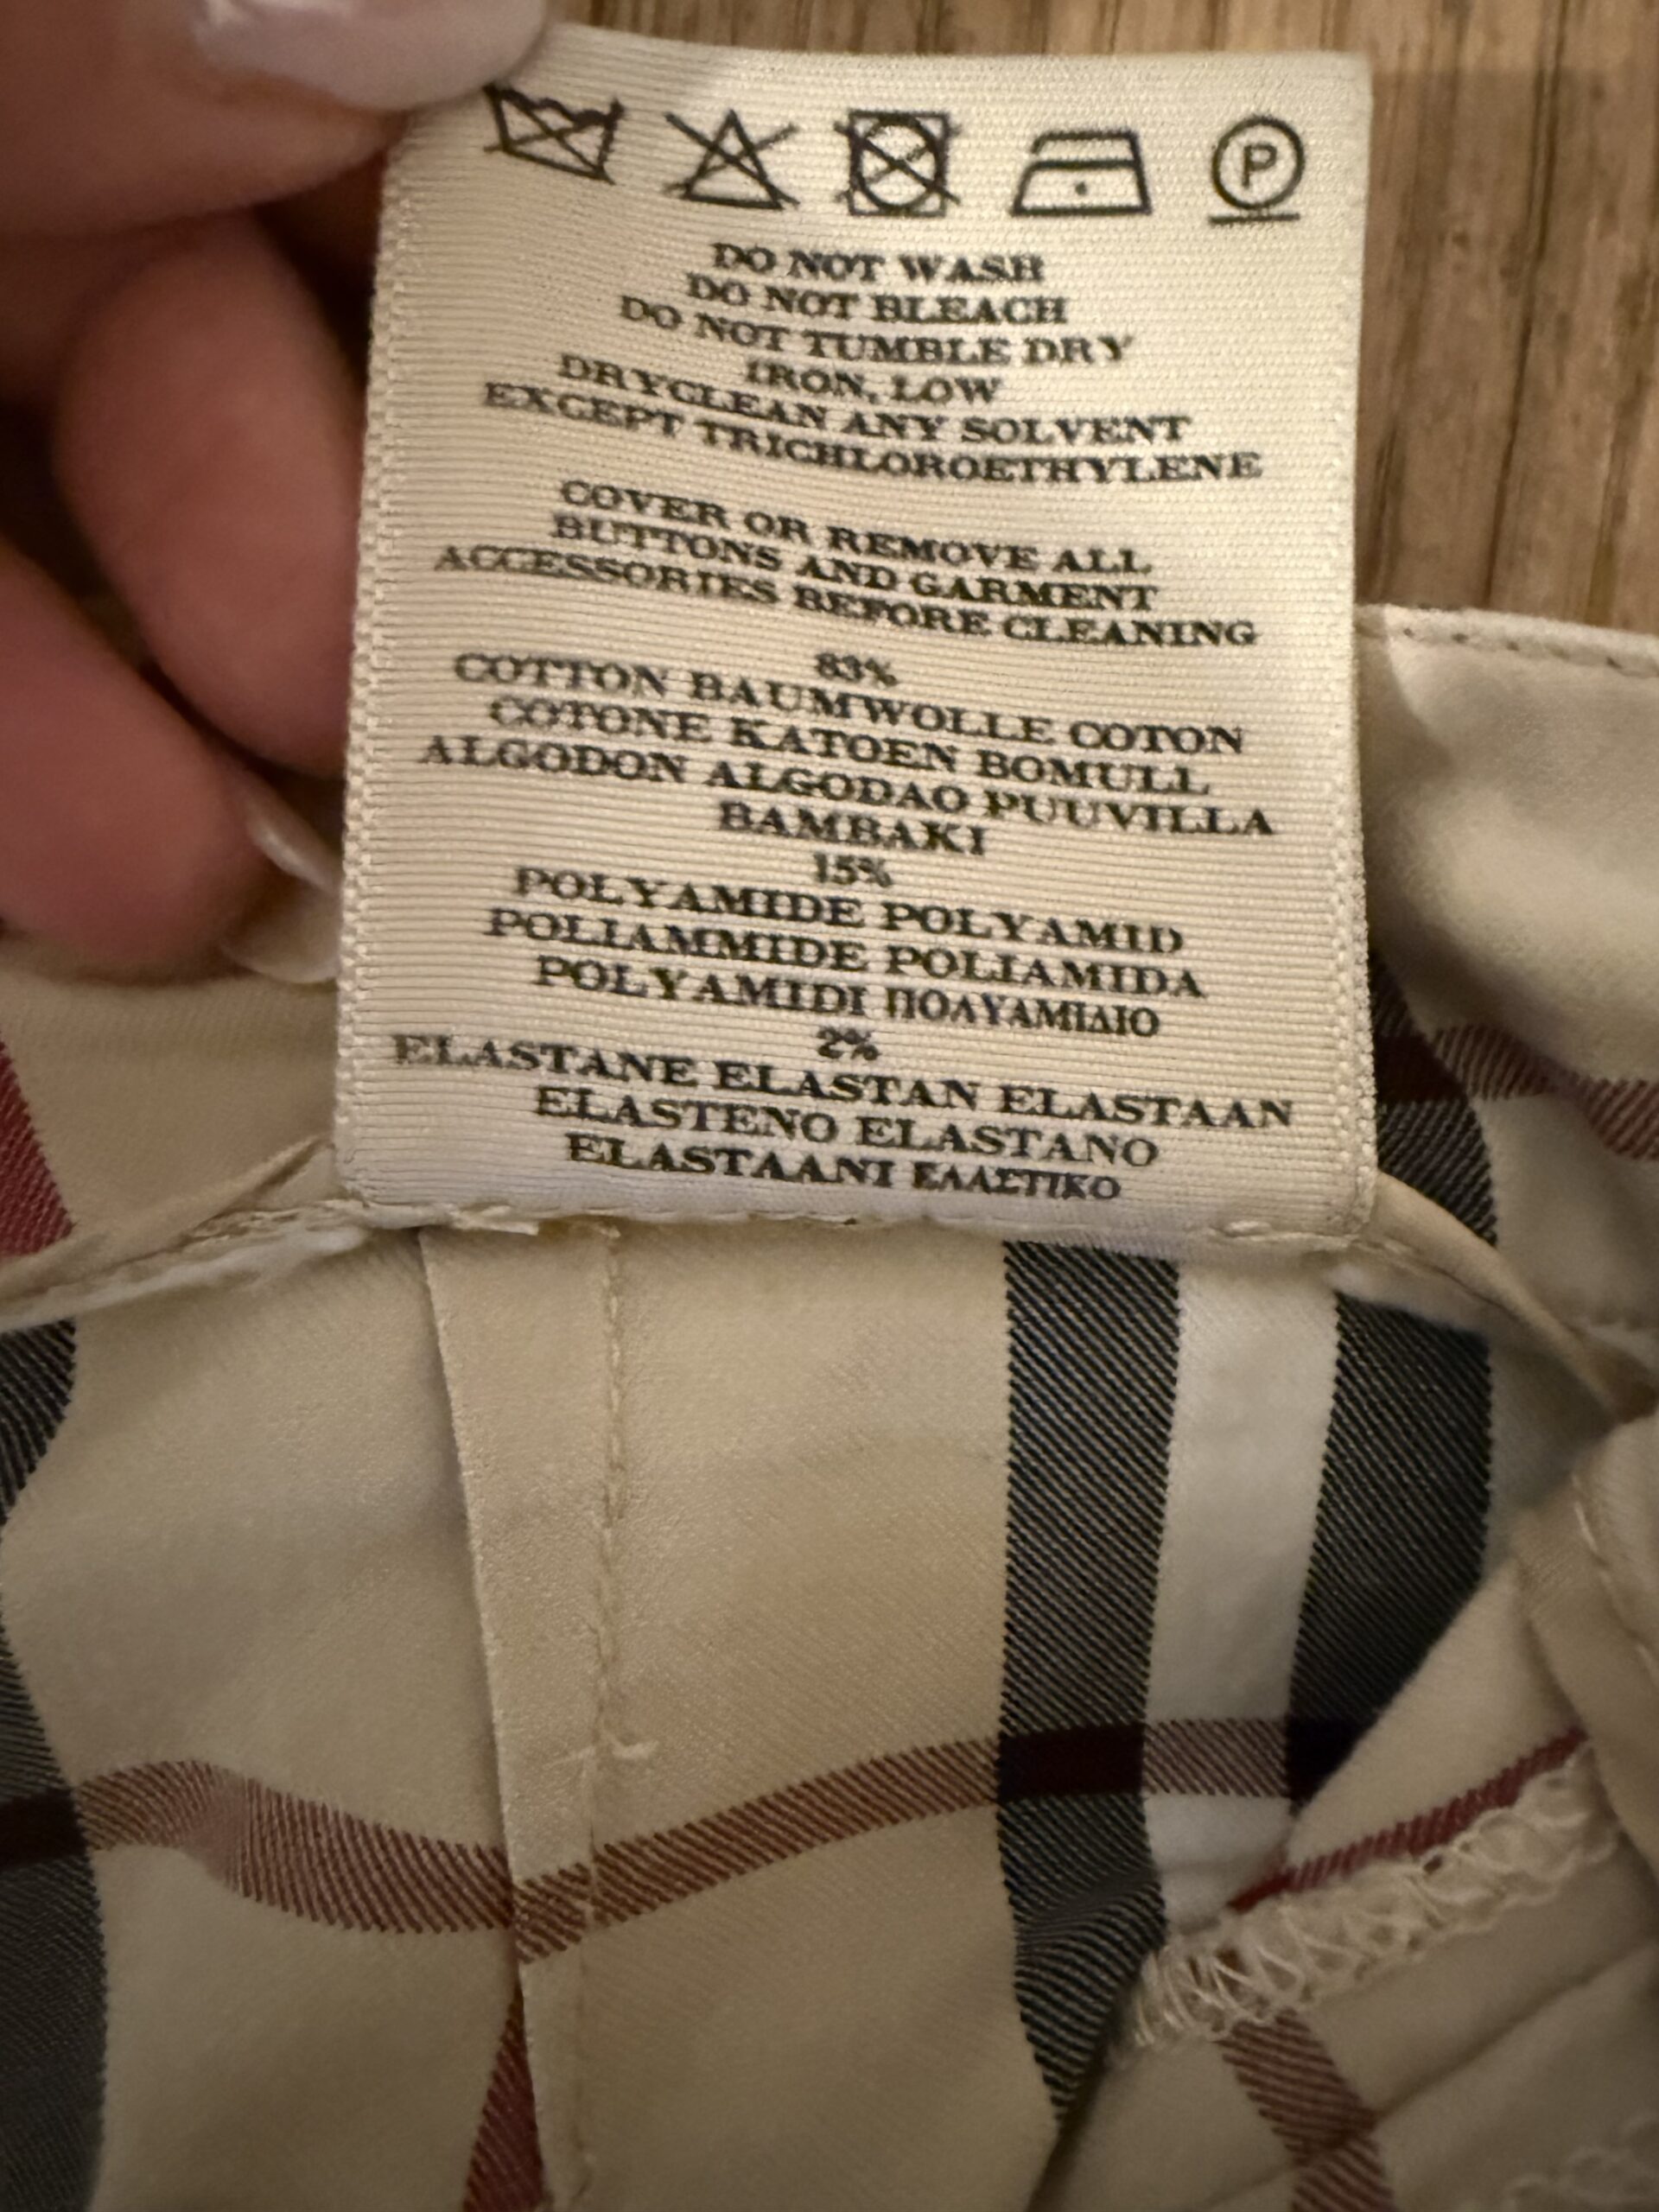 P
DO NOT WASH
DO NOT BLEACH
DO NOT TUMBLE DRY
IRON, LOW
DRYCLEAN ANY SOLVENT
EXCEPT TRICHLOROETHYLENE
COVER OR REMOVE ALL
BUTTONS AND GARMENT
ACCESSORIES BEFORE CLEANING
83%
COTTON BAUMWOLLE COTON
COTONE KATOEN BOMULL
ALGODON ALGODAO PUUVILLA
BAMBAKI
15%
POLYAMIDE POLYAMID
POLIAMMIDE POLIAMIDA
POLYAMIDI ΠΟΛΥΑΜΙΔΙΟ
2%
ELASTANE ELASTAN ELASTAAN
ELASTENO ELASTANO
ELASTAANI ΕΛΑΣΤΙΚΟ